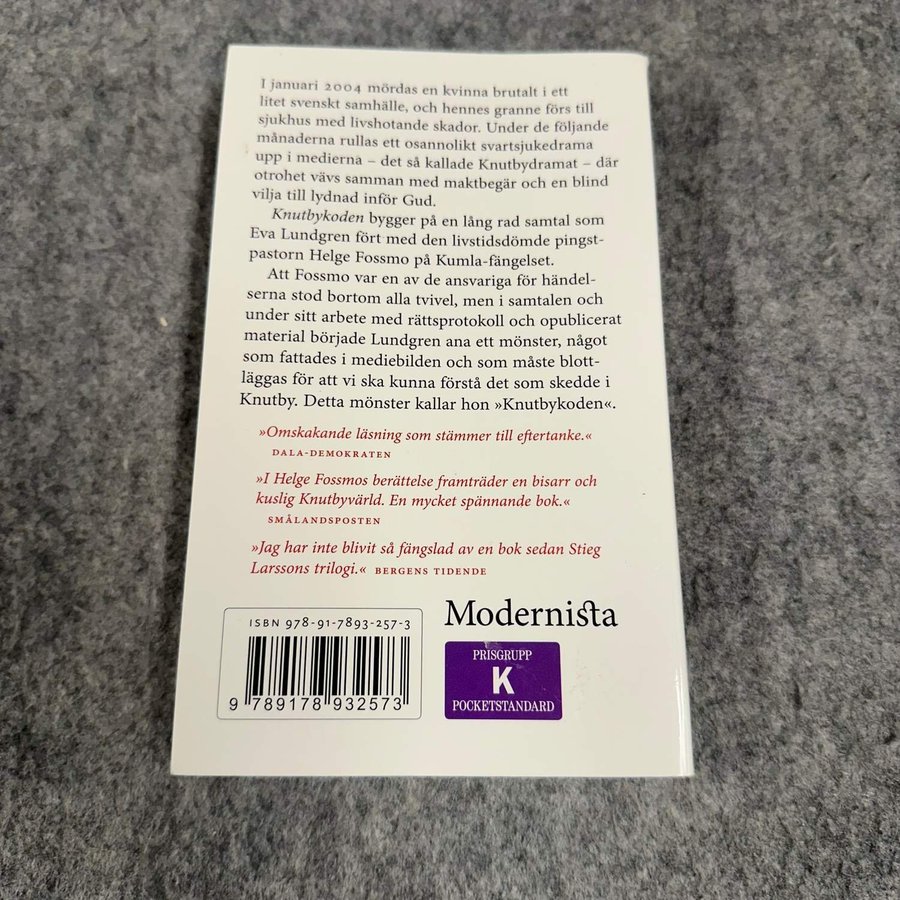 I januari 2004 mördas en kvinna brutalt i ett
litet svenskt samhälle, och hennes granne förs till
sjukhus med livshotande skador. Under de följande
månaderna rullas ett osannolikt svartsjukedrama
upp i medierna – det så kallade Knutbydramat – där
otrohet vävs samman med maktbegär och en blind
vilja till lydnad inför Gud.
Knutbykoden bygger på en lång rad samtal som
Eva Lundgren fört med den livstidsdömde pingst-
pastorn Helge Fossmo på Kumla-fängelset.
Att Fossmo var en av de ansvariga för händel-
serna stod bortom alla tvivel, men i samtalen och
under sitt arbete med rättsprotokoll och opublicerat
material började Lundgren ana ett mönster, något
som fattades i mediebilden och som måste blott-
läggas för att vi ska kunna förstå det som skedde i
Knutby. Detta mönster kallar hon »Knutbykoden«.
»Omskakande läsning som stämmer till eftertanke.«
DALA-DEMOKRATEN
»I Helge Fossmos berättelse framträder en bisarr och
kuslig Knutbyvärld. En mycket spännande bok.«
SMÅLANDSPOSTEN
»Jag har inte blivit så fängslad av en bok sedan Stieg
Larssons trilogi.« BERGENS TIDENDE
ISBN 978-91-7893-257-3
9 789178 932573
Modernista
PRISGRUPP
K
POCKETSTANDARD